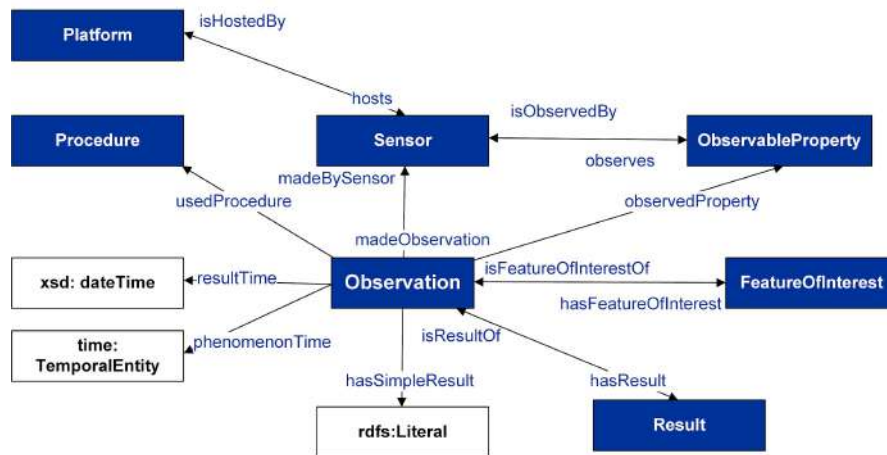 isHostedBy
Platform
hosts
isObservedBy
Procedure
Sensor
ObservableProperty
madeBySensor
observes
usedProcedure
observedProperty
madeObservation
xsd: dateTime
resultTime
Observation
isFeatureOfInterestOf
FeatureOfInterest
hasFeatureOfInterest
time:
TemporalEntity
phenomenonTime
isResultOf
hasSimpleResult
hasResult
rdfs:Literal
Result